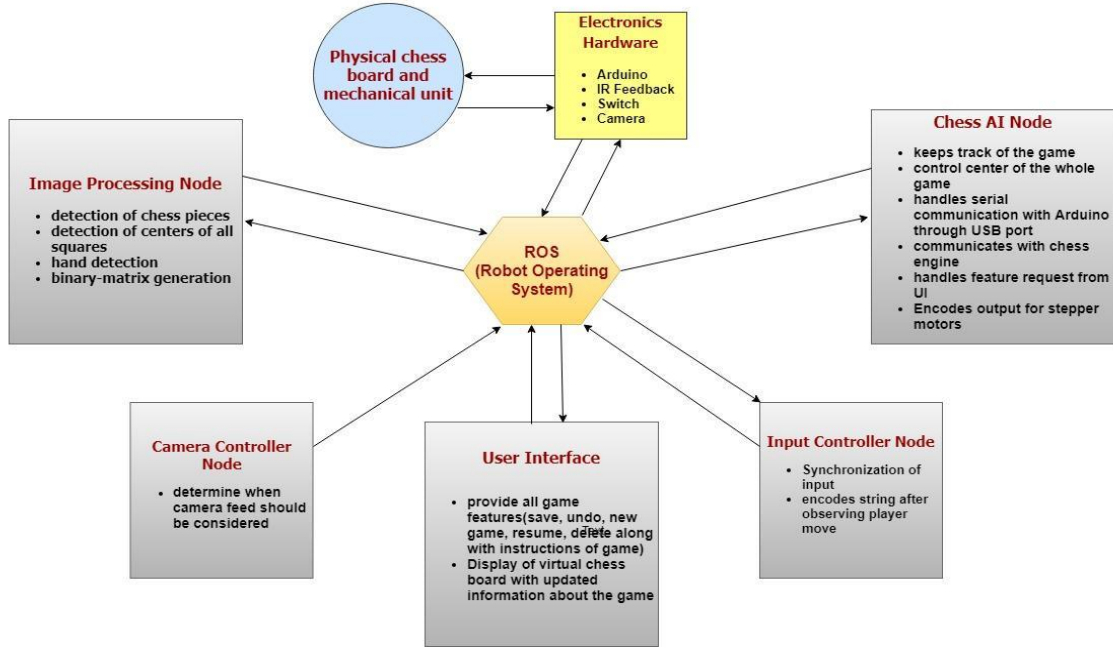 Electronics
Hardware
• Arduino
• IR Feedback
• Switch
• Camera
Physical chess
board and
mechanical unit
Image Processing Node
• detection of chess pieces
• detection of centers of all
squares
• hand detection
• binary-matrix generation
Chess AI Node
• keeps track of the game
• control center of the whole
game
• handles serial
communication with Arduino
through USB port
• communicates with chess
engine
• handles feature request from
UI
• Encodes output for stepper
motors
ROS
(Robot Operating
System)
Camera Controller
Node
• determine when
camera feed should
be considered
User Interface
• provide all game
features(save, undo, new
game, resume, delete along
with instructions of game)
• Display of virtual chess
board with updated
information about the game
Text
Input Controller Node
• Synchronization of
input
• encodes string after
observing player
move